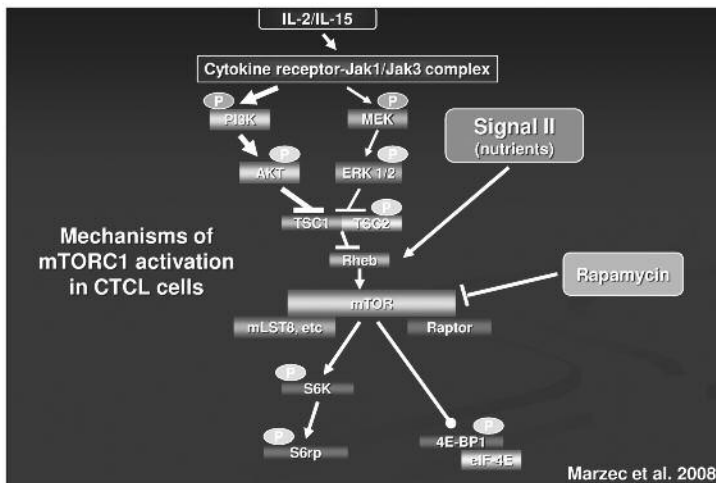 IL-2/IL-15
Cytokine receptor-Jak1/Jak3 complex
P
P
PI3K
MEK
Signal II
(nutrients)
P
P
AKT
ERK 1/2
P
TSC1
TSC2
Mechanisms of
mTORC1 activation
in CTCL cells
Rheb
Rapamycin
mTOR
mLST8, etc
Raptor
P
S6K
P
P
4E-BP1
S6rp
eIF-4E
Marzec et al. 2008